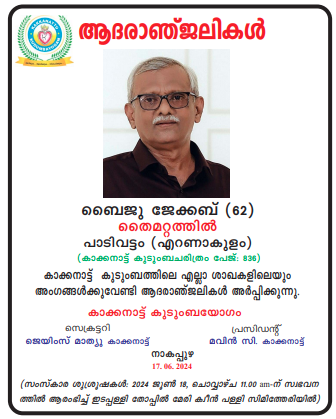 ആദരാഞ്ജലികൾ
ബൈജു ജേക്കബ് (62)
തൈമറ്റത്തിൽ
പാടിവട്ടം (എറണാകുളം)
(കാക്കനാട്ട് കുടുംബചരിത്രം പേജ്: 836)
കാക്കനാട്ട് കുടുംബത്തിലെ എല്ലാ ശാഖകളിലെയും
അംഗങ്ങൾക്കുവേണ്ടി ആദരാഞ്ജലികൾ അർപ്പിക്കുന്നു.
കാക്കനാട്ട് കുടുംബയോഗം
സെക്രട്ടറി പ്രസിഡന്റ്
ജെയിംസ് മാത്യു കാക്കനാട്ട് മവിൻ സി. കാക്കനാട്ട്
നാകപ്പുഴ
17. 06. 2024
(സംസ്കാര ശുശ്രൂഷകൾ: 2024 ജൂൺ 18, ചൊവ്വാഴ്ച 11.00 am-ന് സ്വഭവന
ത്തിൽ ആരംഭിച്ച് ഇടപ്പള്ളി തോപ്പിൽ മേരി ക്വീൻ പള്ളി സിമിത്തേരിയിൽ)